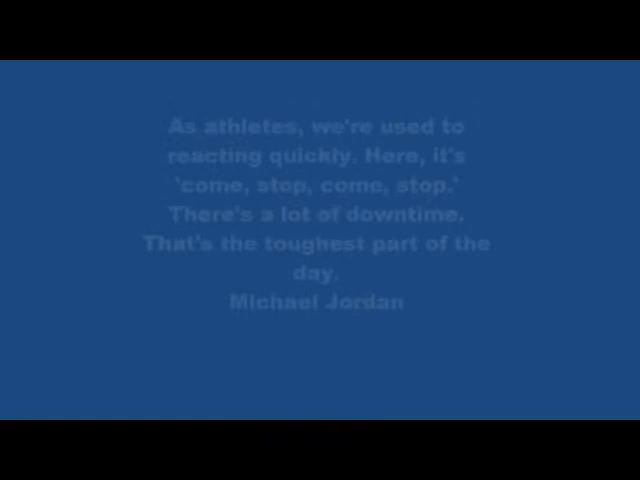 As athletes, we're used to
reacting quickly. Here, it's
'come, stop, come, stop.'
There's a lot of downtime.
That's the toughest part of the
day.
Michael Jordan